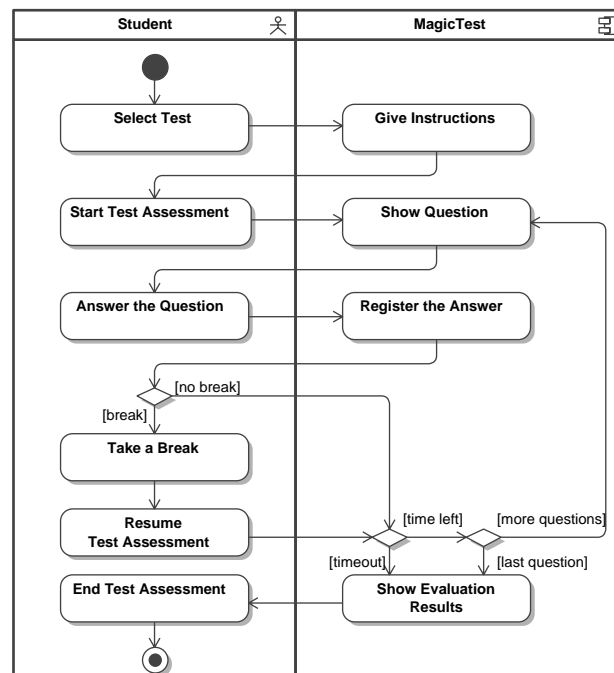 Student
MagicTest
Select Test
Give Instructions
Start Test Assessment
Show Question
Answer the Question
Register the Answer
[no break]
[break]
Take a Break
Resume
Test Assessment
[time left]
[more questions]
[timeout]
[last question]
End Test Assessment
Show Evaluation
Results